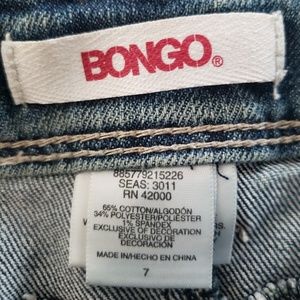 BONGO®
885779215226
SEAS: 3011
RN 42000
65% COTTON/ALGODÓN
34% POLYESTER/POLIÉSTER
1% SPANDEX
EXCLUSIVE OF DECORATION
EXCLUSIVO DE
DECORACIÓN
MADE IN/HECHO EN CHINA
7